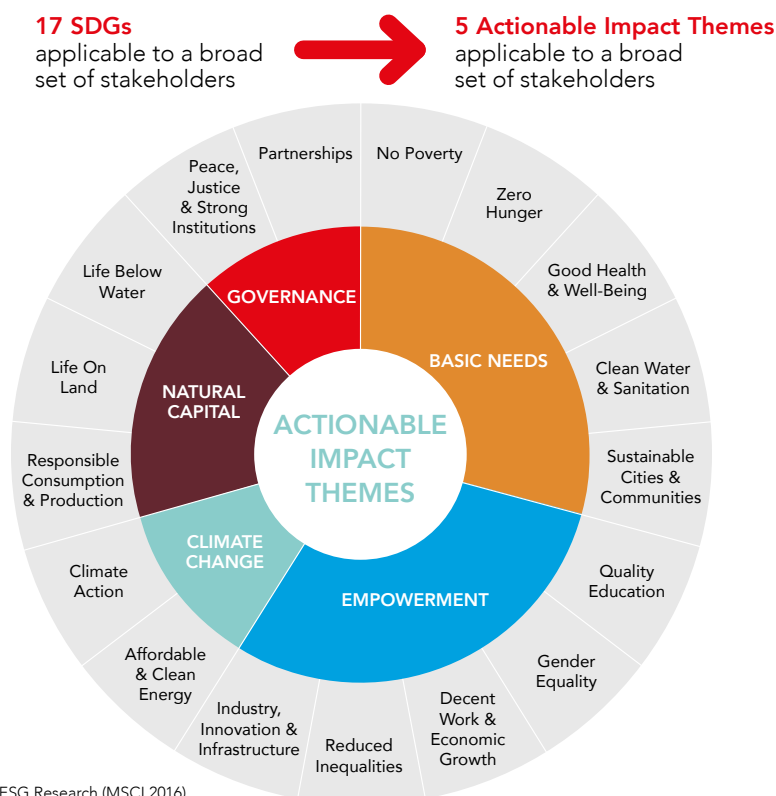 17 SDGs
applicable to a broad
set of stakeholders
5 Actionable Impact Themes
applicable to a broad
set of stakeholders
Partnerships
No Poverty
Zero
Hunger
Good Health
& Well-Being
Clean Water
& Sanitation
Sustainable
Cities &
Communities
Quality
Education
Gender
Equality
Decent
Work &
Economic
Growth
Reduced
Inequalities
Industry,
Innovation &
Infrastructure
Affordable
& Clean
Energy
Climate
Action
Responsible
Consumption
& Production
Life On
Land
Life Below
Water
Peace,
Justice
& Strong
Institutions
GOVERNANCE
BASIC NEEDS
EMPOWERMENT
CLIMATE
CHANGE
NATURAL
CAPITAL
ACTIONABLE
IMPACT
THEMES
ESG Research (MSCI 2016)